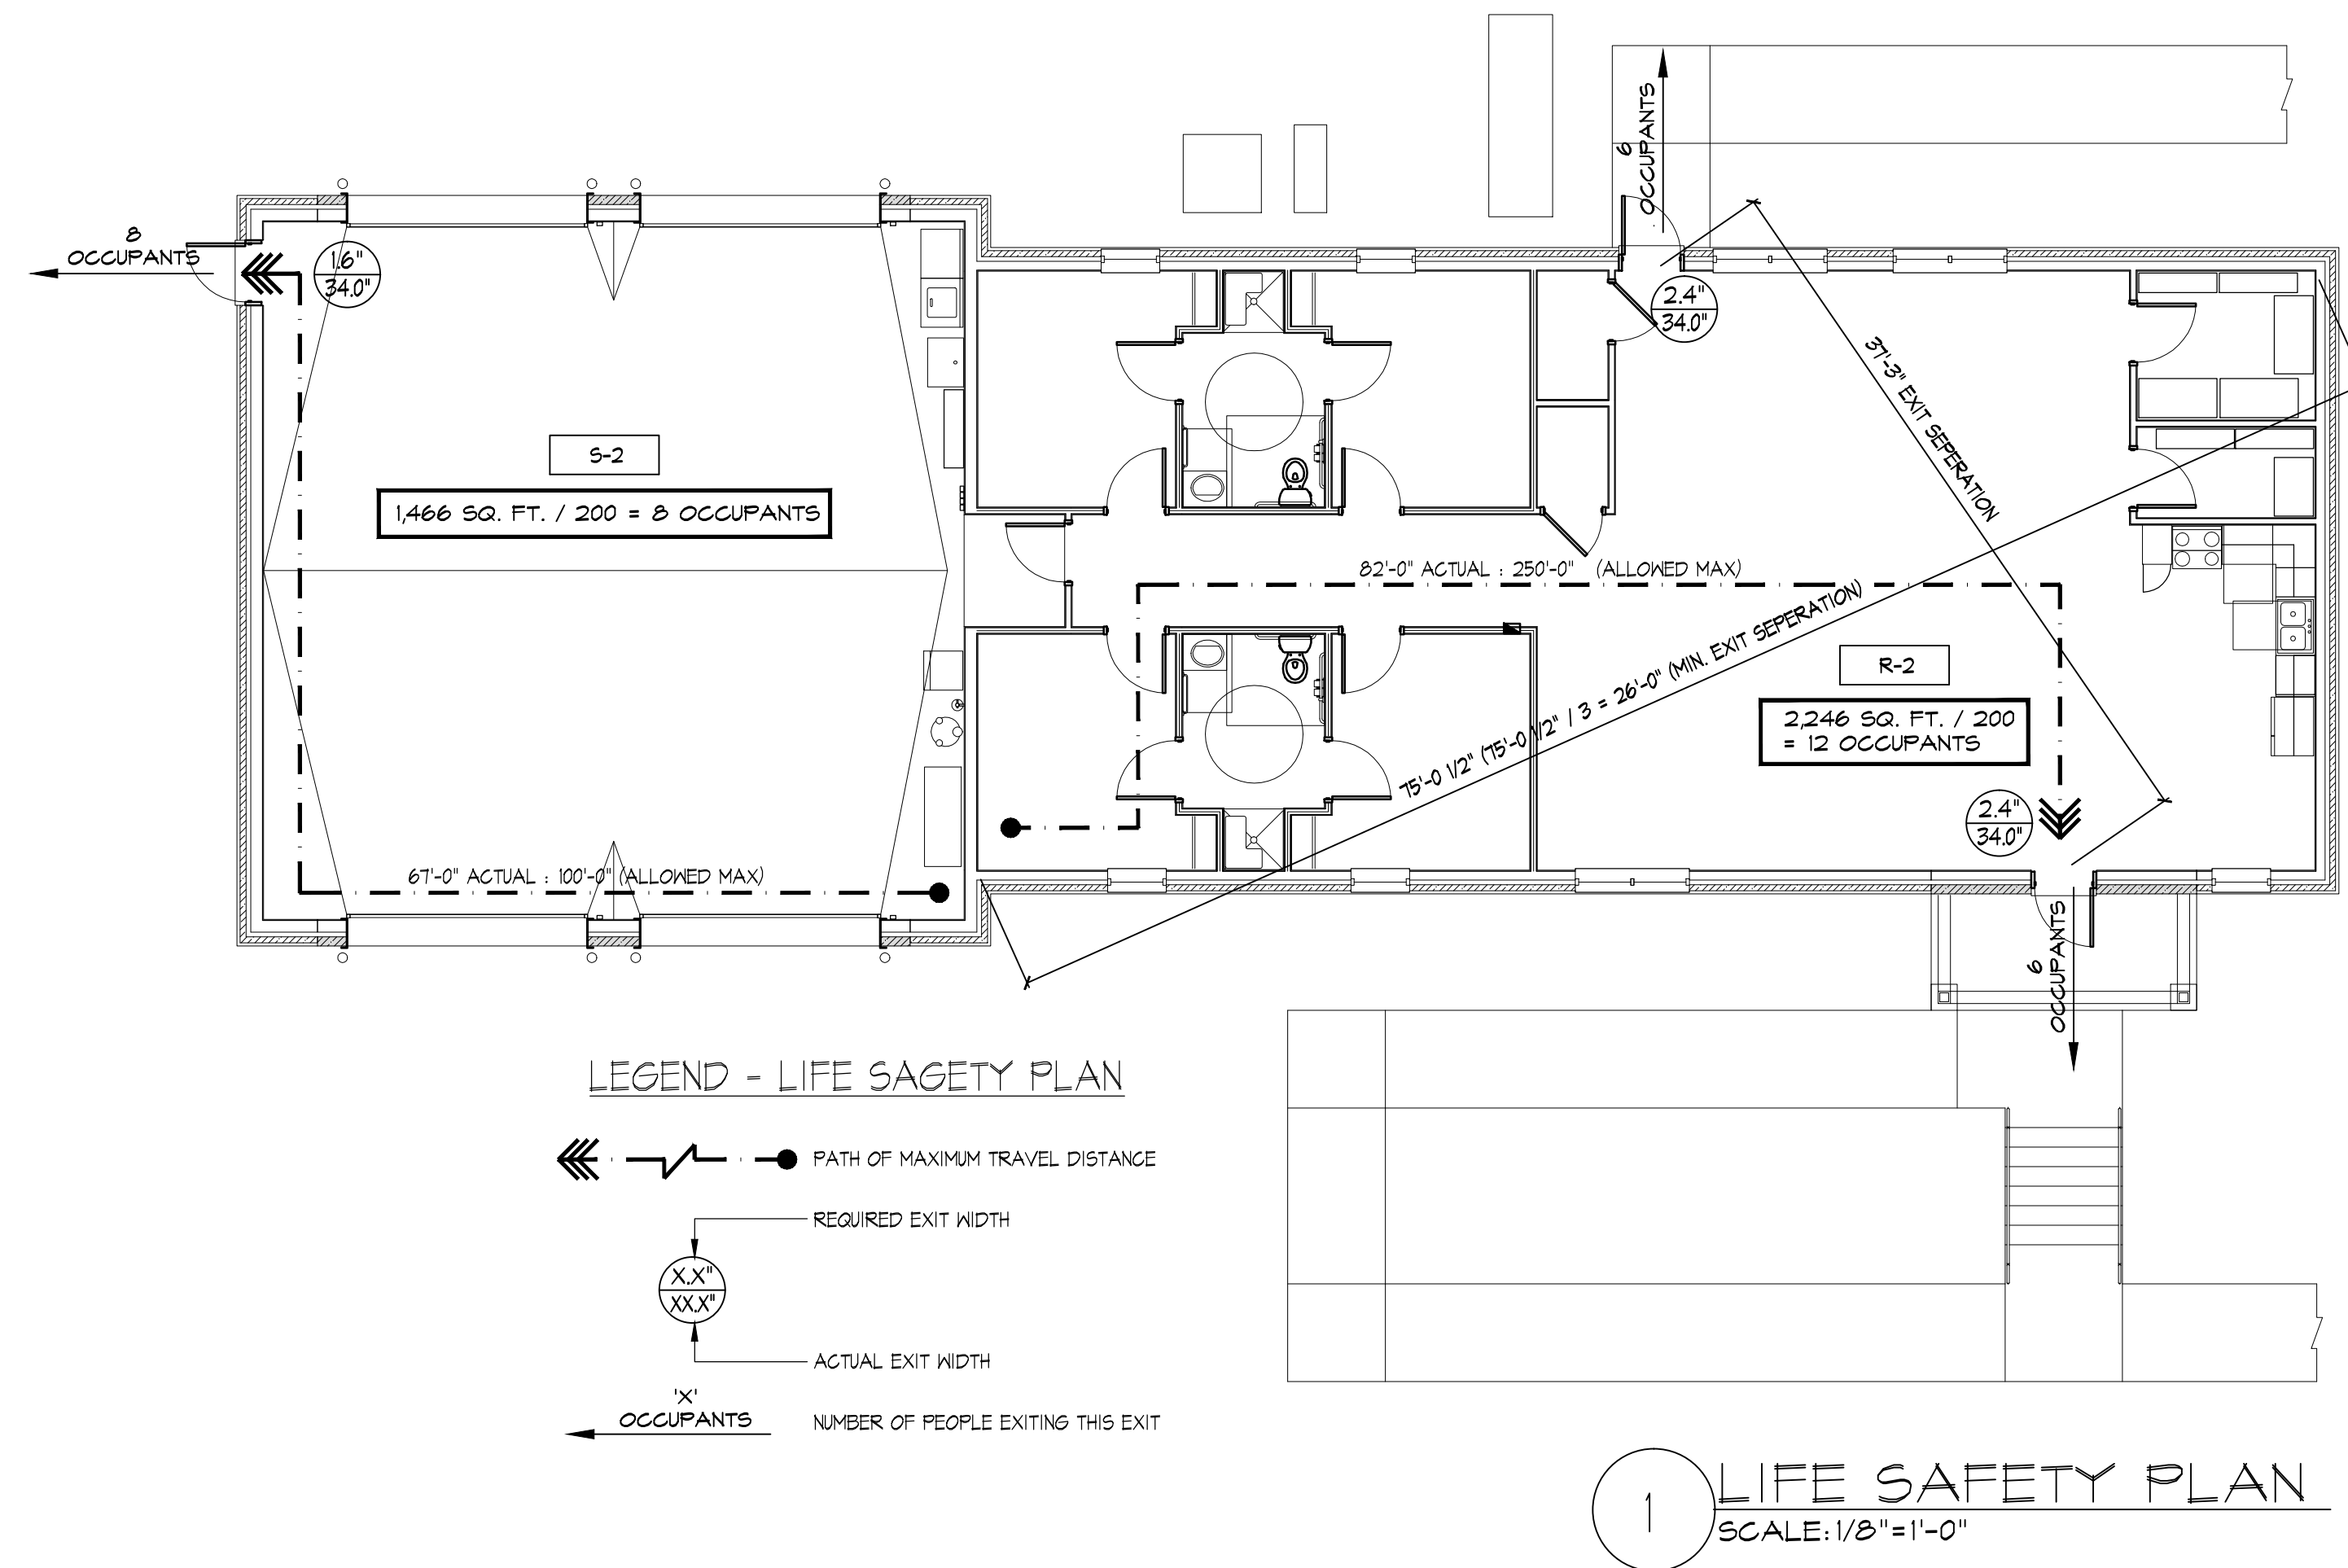 6
OCCUPANTS
8
OCCUPANTS
1.6"
34.0"
2.4"
34.0"
37'-3" EXIT SEPERATION
S-2
1,466 SQ. FT. / 200 = 8 OCCUPANTS
82'-0" ACTUAL : 250'-0" (ALLOWED MAX)
75'-0 1/2" (75'-0 1/2" / 3 = 26'-0" (MIN. EXIT SEPERATION)
R-2
2,246 SQ. FT. / 200
= 12 OCCUPANTS
2.4"
34.0"
67'-0" ACTUAL : 100'-0" (ALLOWED MAX)
6
OCCUPANTS
LEGEND - LIFE SAGETY PLAN
PATH OF MAXIMUM TRAVEL DISTANCE
REQUIRED EXIT WIDTH
X.X"
XX.X"
ACTUAL EXIT WIDTH
'X'
OCCUPANTS
NUMBER OF PEOPLE EXITING THIS EXIT
1
LIFE SAFETY PLAN
SCALE: 1/8"=1'-0"